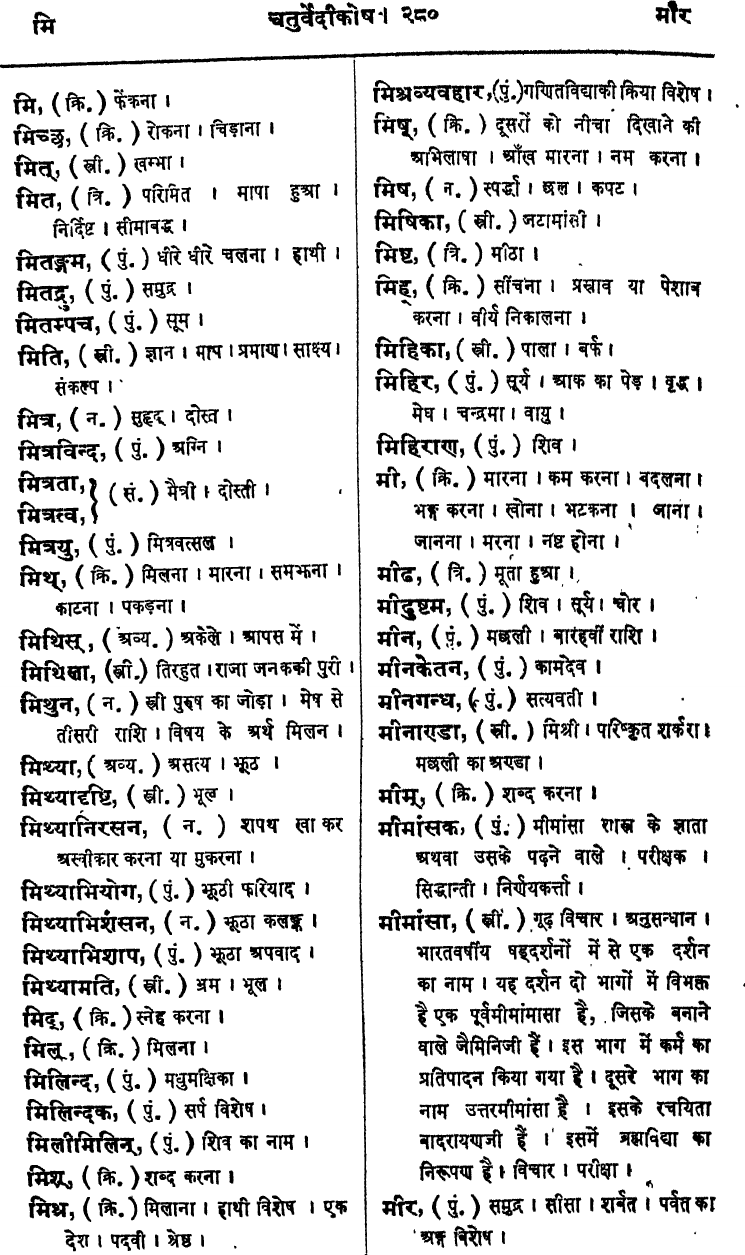 मि
चतुर्वेदीकोष। २८०
मीर
मि, (क्रि.) फेंकना ।
मिच्छ्, (क्रि.) रोकना । चिड़ाना ।
मित्, (स्त्री.) खम्भा ।
मित, (त्रि.) परिमित । मापा हुआ ।
निर्दिष्ट । सीमाबद्ध ।
मितङ्गम, (पुं.) धीरे धीरे चलना । हाथी ।
मितद्रु, (पुं.) समुद्र ।
मितम्पच, (पुं.) सूम ।
मिति, (स्त्री.) ज्ञान । माप । प्रमाण। साक्ष्य।
संकल्प ।
मित्र, (न.) सुहृद् । दोस्त ।
मित्रविन्द, (पुं.) अग्नि ।
मित्रता,
मित्रत्व, } (सं.) मैत्री। दोस्ती ।
मित्रयु, (पुं.) मित्रवत्सल ।
मिथ्, (क्रि.) मिलना । मारना । समझना ।
काटना । पकड़ना ।
मिथिस्, (अव्य.) अकेले । आपस में ।
मिथिला, (स्त्री.) तिरहुत । राजा जनककी पुरी ।
मिथुन, (न.) स्त्री पुरुष का जोड़ा । मेष से
तीसरी राशि । विषय के अर्थ मिलन ।
मिथ्या, (अव्य.) असत्य । झूठ ।
मिथ्यादृष्टि, (स्त्री.) भूल ।
मिथ्यानिरसन, (न.) शपथ खा कर
अस्वीकार करना या मुकरना ।
मिथ्याभियोग, (पुं.) झूठी फरियाद ।
मिथ्याभिशंसन, (न.) झूठा कलङ्क ।
मिथ्याभिशाप, (पुं.) झूठा अपवाद ।
मिथ्यामति, (स्त्री.) भ्रम । भूल ।
मिद्, (क्रि.) स्नेह करना ।
मिल्, (क्रि.) मिलना ।
मिलिन्द, (पुं.) मधुमक्षिका ।
मिलिन्दक, (पुं.) सर्प विशेष ।
मिलीमिलिन्, (पुं.) शिव का नाम ।
मिश्, (क्रि.) शब्द करना ।
मिश्र, (क्रि.) मिलाना । हाथी विशेष । एक
देश । पदवी । श्रेष्ठ ।
मिश्रव्यवहार, (पुं.) गणितविद्याकी क्रिया विशेष ।
मिष्, (क्रि.) दूसरों को नीचा दिखाने की
अभिलाषा । आँख मारना । नम करना ।
मिष, (न.) स्पर्द्धा । छल । कपट ।
मिषिका, (स्त्री.) जटामांसी ।
मिष्ट, (त्रि.) मीठा ।
मिह्, (क्रि.) सींचना । प्रस्राव या पेशाब
करना । वीर्य निकालना ।
मिहिका, (स्त्री.) पाला । बर्फ ।
मिहिर, (पुं.) सूर्य । आक का पेड़ । वृद्ध ।
मेघ । चन्द्रमा । वायु ।
मिहिराण, (पुं.) शिव ।
मी, (क्रि.) मारना । कम करना । बदलना ।
भङ्ग करना । खोना । भटकना । जाना ।
जानना । मरना । नष्ट होना ।
मीढ, (त्रि.) मूता हुआ ।
मीढुष्टम, (पुं.) शिव । सूर्य। चोर ।
मीन, (पुं.) मछली । बारहवीं राशि ।
मीनकेतन, (पुं.) कामदेव ।
मीनगन्ध, (पुं.) सत्यवती ।
मीनाण्डा, (स्त्री.) मिश्री । परिष्कृत शर्करा।
मछली का अण्डा ।
मीम्, (क्रि.) शब्द करना ।
मीमांसक, (पुं.) मीमांसा शास्त्र के ज्ञाता
अथवा उसके पढ़ने वाले । परीक्षक ।
सिद्धान्ती । निर्णयकर्त्ता ।
मीमांसा, (स्त्री.) गूढ़ विचार । अनुसन्धान ।
भारतवर्षीय षड्दर्शनों में से एक दर्शन
का नाम । यह दर्शन दो भागों में विभक्त
है एक पूर्वमीमांमासा है, जिसके बनाने
वाले जैमिनिजी हैं। इस भाग में कर्म का
प्रतिपादन किया गया है। दूसरे भाग का
नाम उत्तरमीमांसा है । इसके रचयिता
बादरायणजी हैं । इसमें ब्रह्मविद्या का
निरूपण है। विचार । परीक्षा ।
मीर, (पुं.) समुद्र । सीसा । शर्बत । पर्वत का
अङ्ग विशेष ।